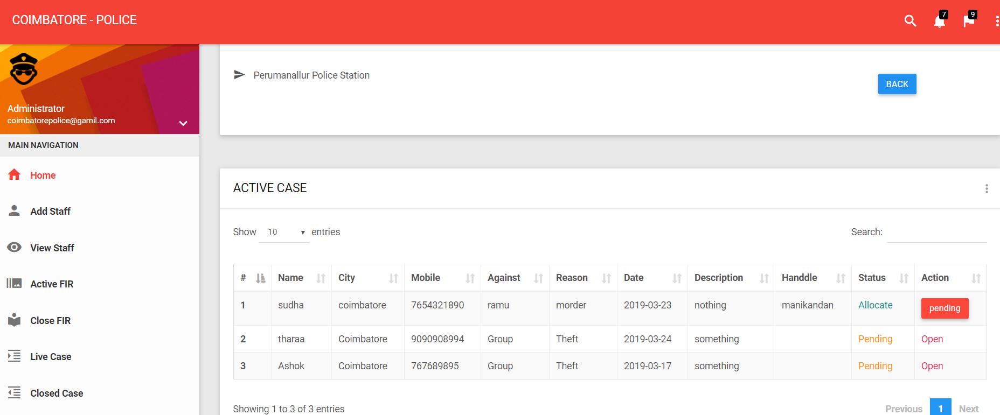 COIMBATORE - POLICE
7
9
Administrator
coimbatorepolice@gamil.com
MAIN NAVIGATION
Home
Add Staff
View Staff
Active FIR
Close FIR
Live Case
Closed Case
Perumanallur Police Station
BACK
ACTIVE CASE
Show 10 entries
Search:
# Name City Mobile Against Reason Date Description Handdle Status Action
1 sudha coimbatore 7654321890 ramu morder 2019-03-23 nothing manikandan Allocate pending
2 tharaa Coimbatore 9090908994 Group Theft 2019-03-24 something Pending Open
3 Ashok Coimbatore 767689895 Group Theft 2019-03-17 something Pending Open
Showing 1 to 3 of 3 entries
Previous 1 Next